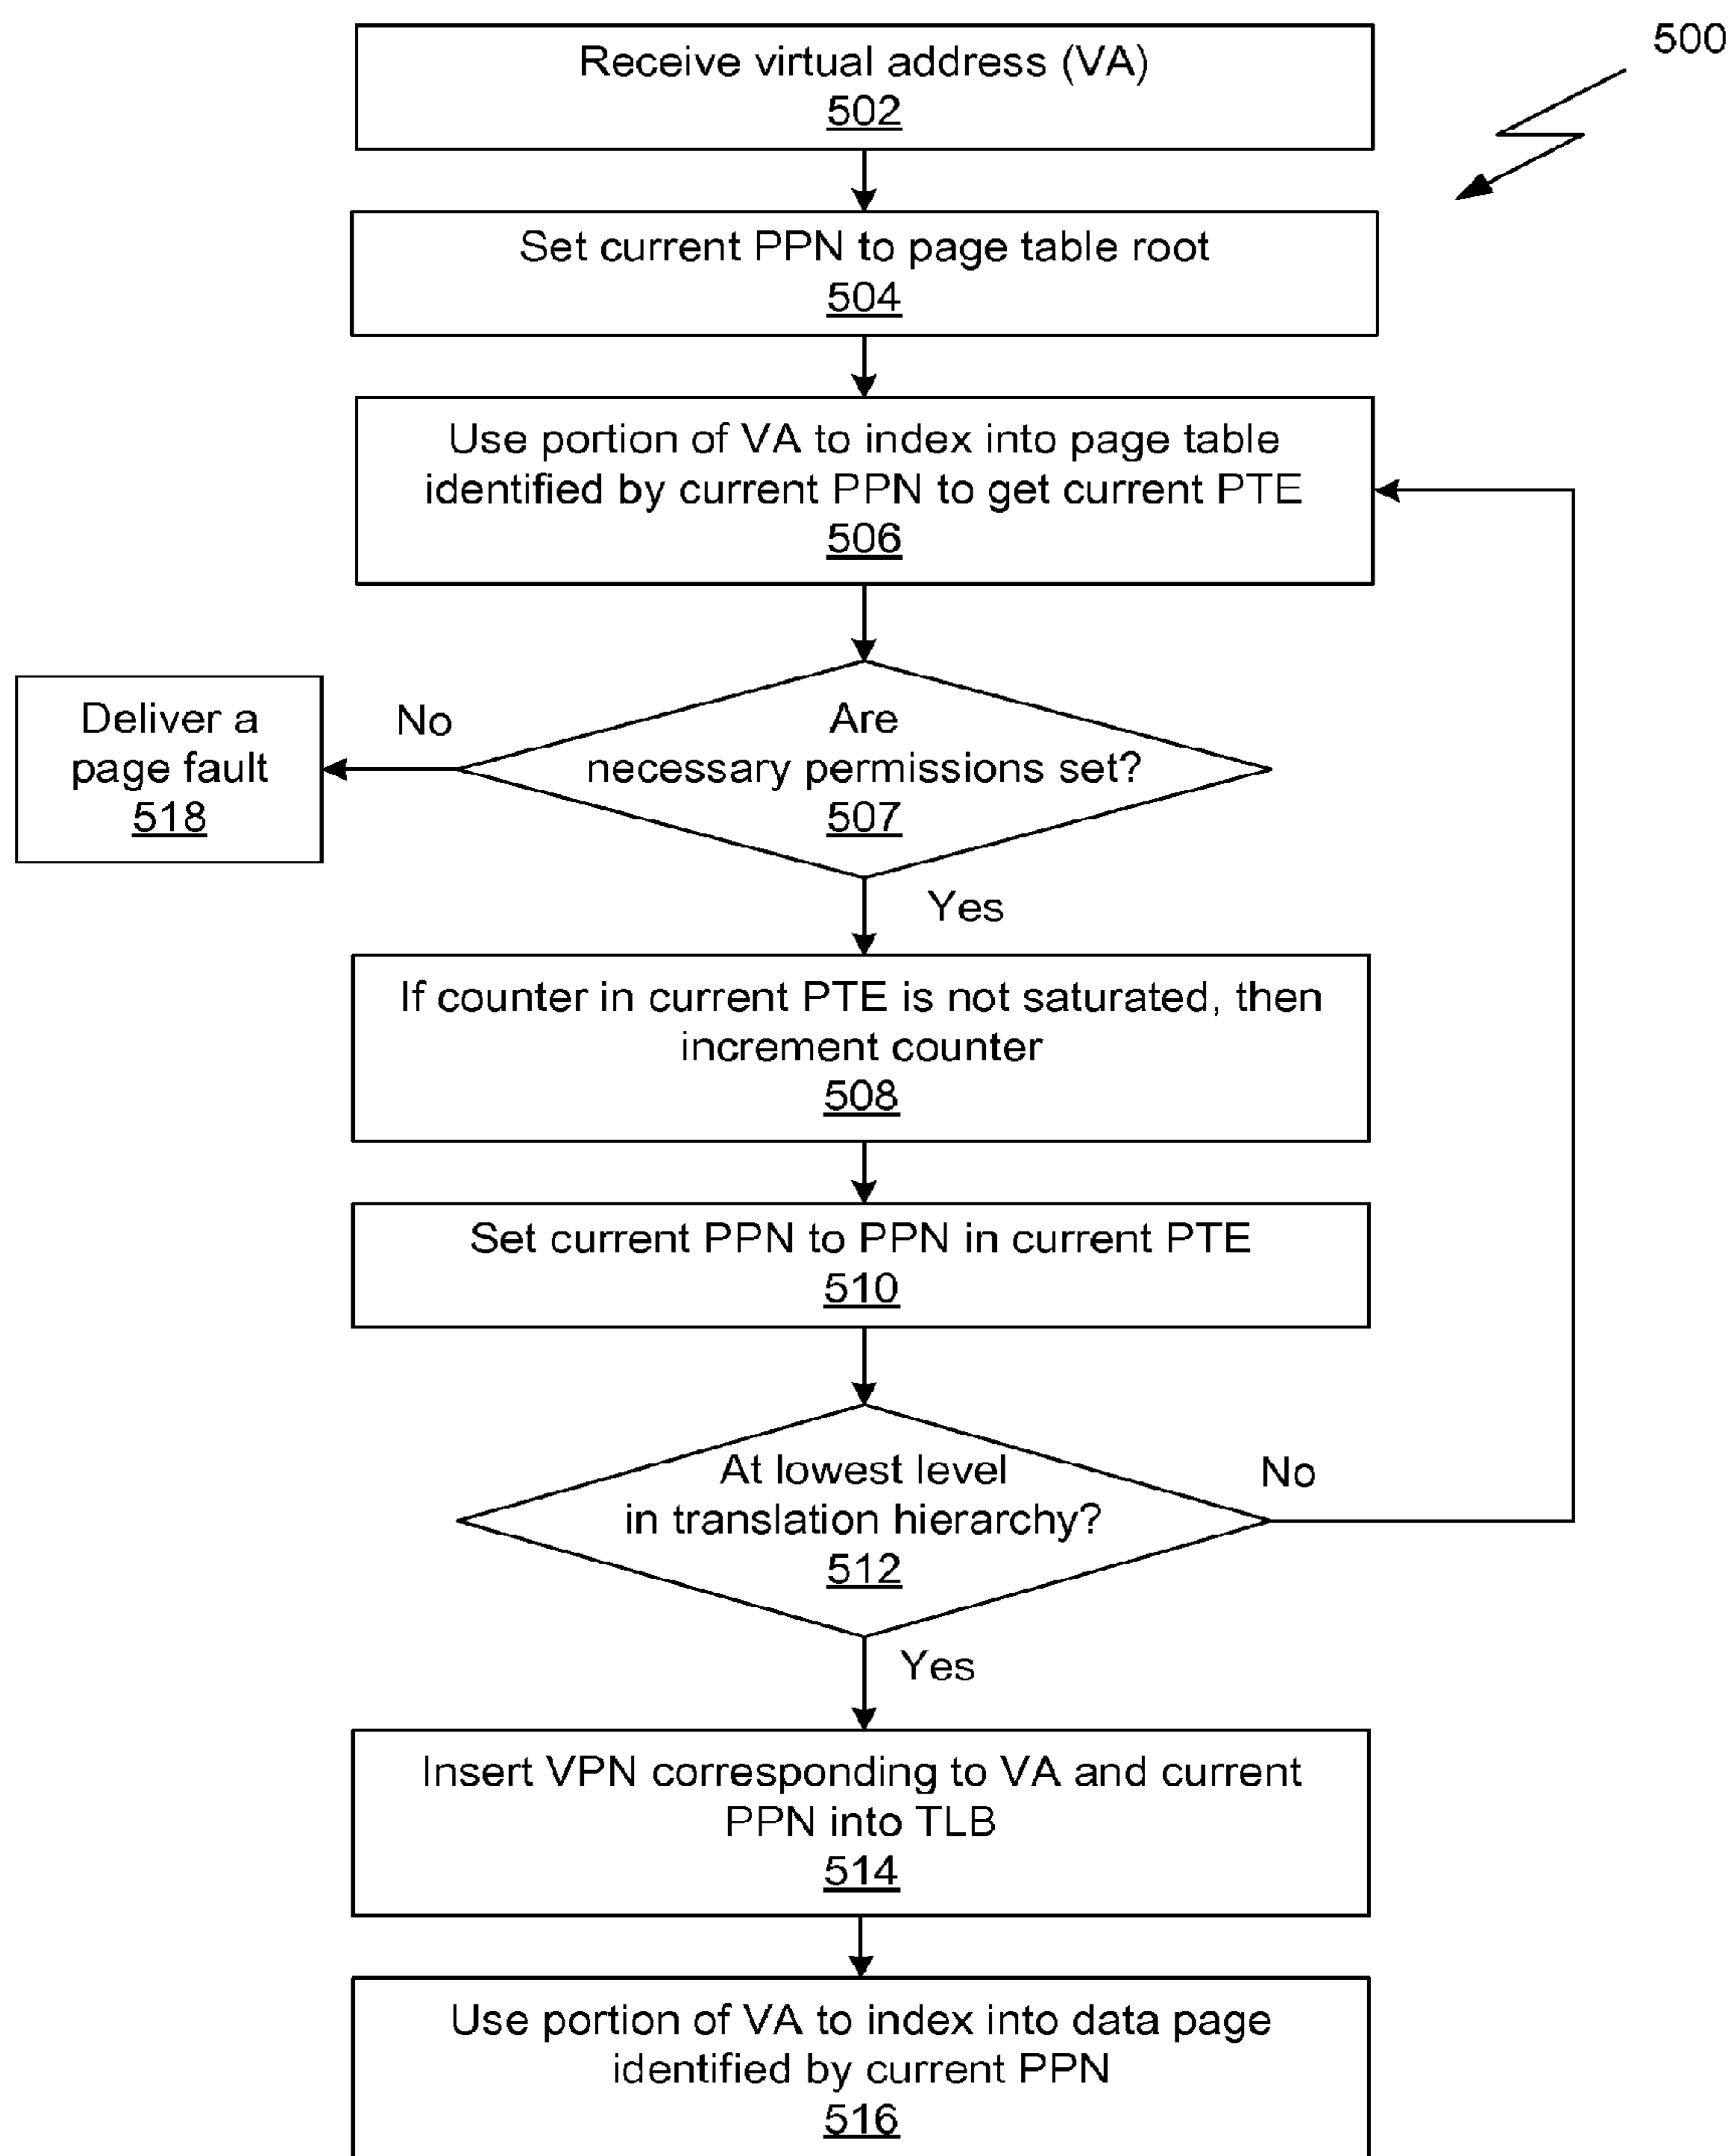 500
Receive virtual address (VA)
502
Set current PPN to page table root
504
Use portion of VA to index into page table
identified by current PPN to get current PTE
506
Are
necessary permissions set?
507
No
Deliver a
page fault
518
Yes
If counter in current PTE is not saturated, then
increment counter
508
Set current PPN to PPN in current PTE
510
At lowest level
in translation hierarchy?
512
No
Yes
Insert VPN corresponding to VA and current
PPN into TLB
514
Use portion of VA to index into data page
identified by current PPN
516